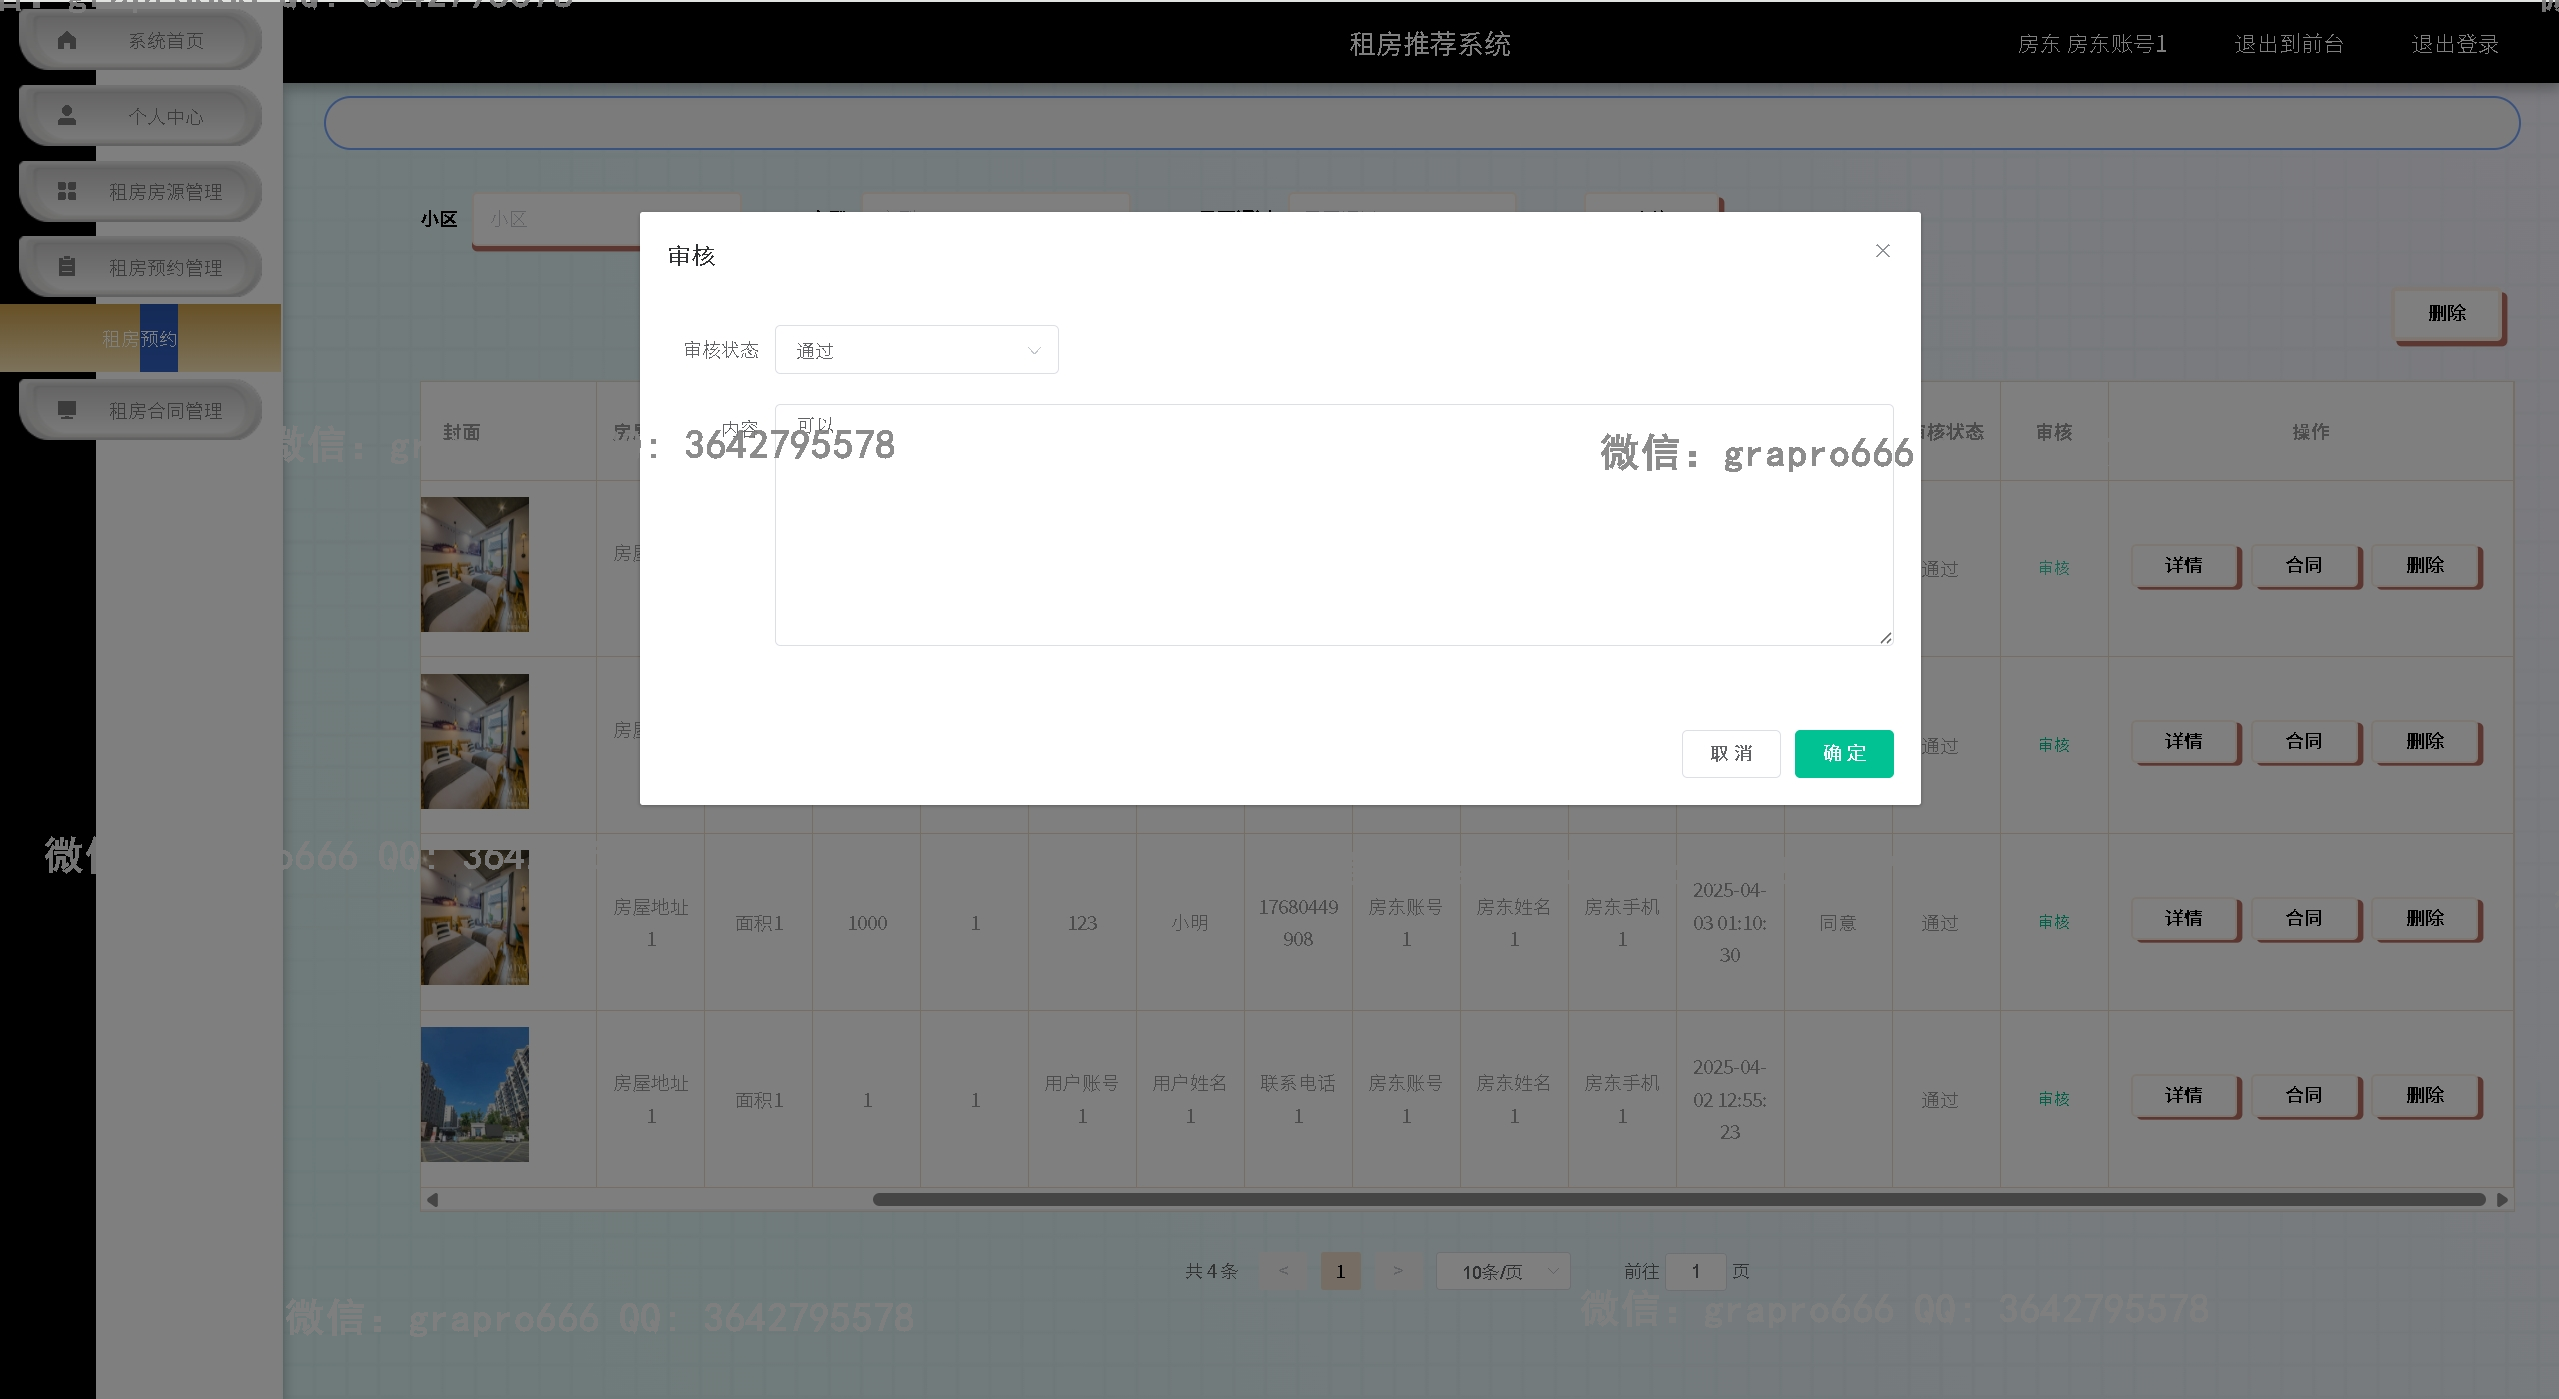 系统首页
个人中心
租房房源管理
租房预约管理
租房预约
租房合同管理
租房推荐系统
房东 房东账号1
退出到前台
退出登录
小区
小区
删除
审核
审核状态
通过
内容
可以
取 消
确 定
封面
核状态
审核
操作
通过
审核
详情
合同
删除
通过
审核
详情
合同
删除
房屋地址
1
面积1
1000
1
123
小明
17680449
908
房东账号
1
房东姓名
1
房东手机
1
2025-04-
03 01:10:
30
同意
通过
审核
详情
合同
删除
房屋地址
1
面积1
1
1
用户账号
1
用户姓名
1
联系电话
1
房东账号
1
房东姓名
1
房东手机
1
2025-04-
02 12:55:
23
通过
审核
详情
合同
删除
共 4 条
<
1
>
10条/页
前往
1
页
: 3642795578
微信: grapro666
微信: grapro666 QQ: 3642795578
微信: grapro666 QQ: 3642795578